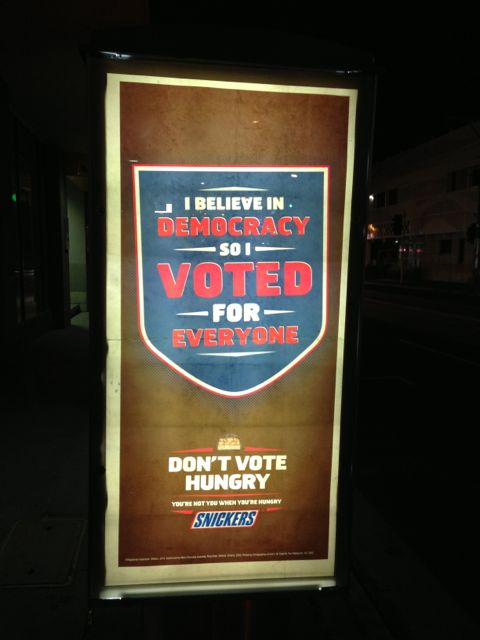 I BELIEVE IN
DEMOCRACY
SO I
VOTED
FOR
EVERYONE
DON'T VOTE
HUNGRY
YOU'RE NOT YOU WHEN YOU'RE HUNGRY
SNICKERS